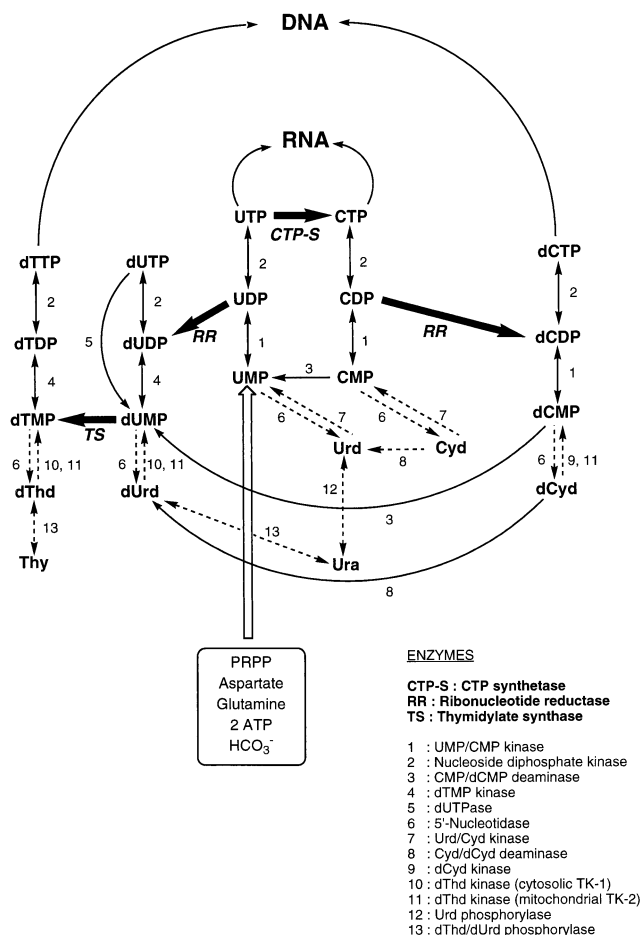 DNA
RNA
UTP
CTP
CTP-S
dTTP
dUTP
dCTP
2
2
2
2
2
UDP
CDP
5
RR
RR
dTDP
dUDP
dCDP
4
4
1
1
1
3
UMP
CMP
dTMP
TS
dUMP
dCMP
6
7
6
7
Urd
Cyd
8
6
10, 11
6
10, 11
6
9, 11
dThd
dUrd
dCyd
12
3
13
13
Thy
Ura
8
PRPP
Aspartate
Glutamine
2 ATP
HCO3-
ENZYMES
CTP-S : CTP synthetase
RR : Ribonucleotide reductase
TS : Thymidylate synthase
1 : UMP/CMP kinase
2 : Nucleoside diphosphate kinase
3 : CMP/dCMP deaminase
4 : dTMP kinase
5 : dUTPase
6 : 5'-Nucleotidase
7 : Urd/Cyd kinase
8 : Cyd/dCyd deaminase
9 : dCyd kinase
10 : dThd kinase (cytosolic TK-1)
11 : dThd kinase (mitochondrial TK-2)
12 : Urd phosphorylase
13 : dThd/dUrd phosphorylase